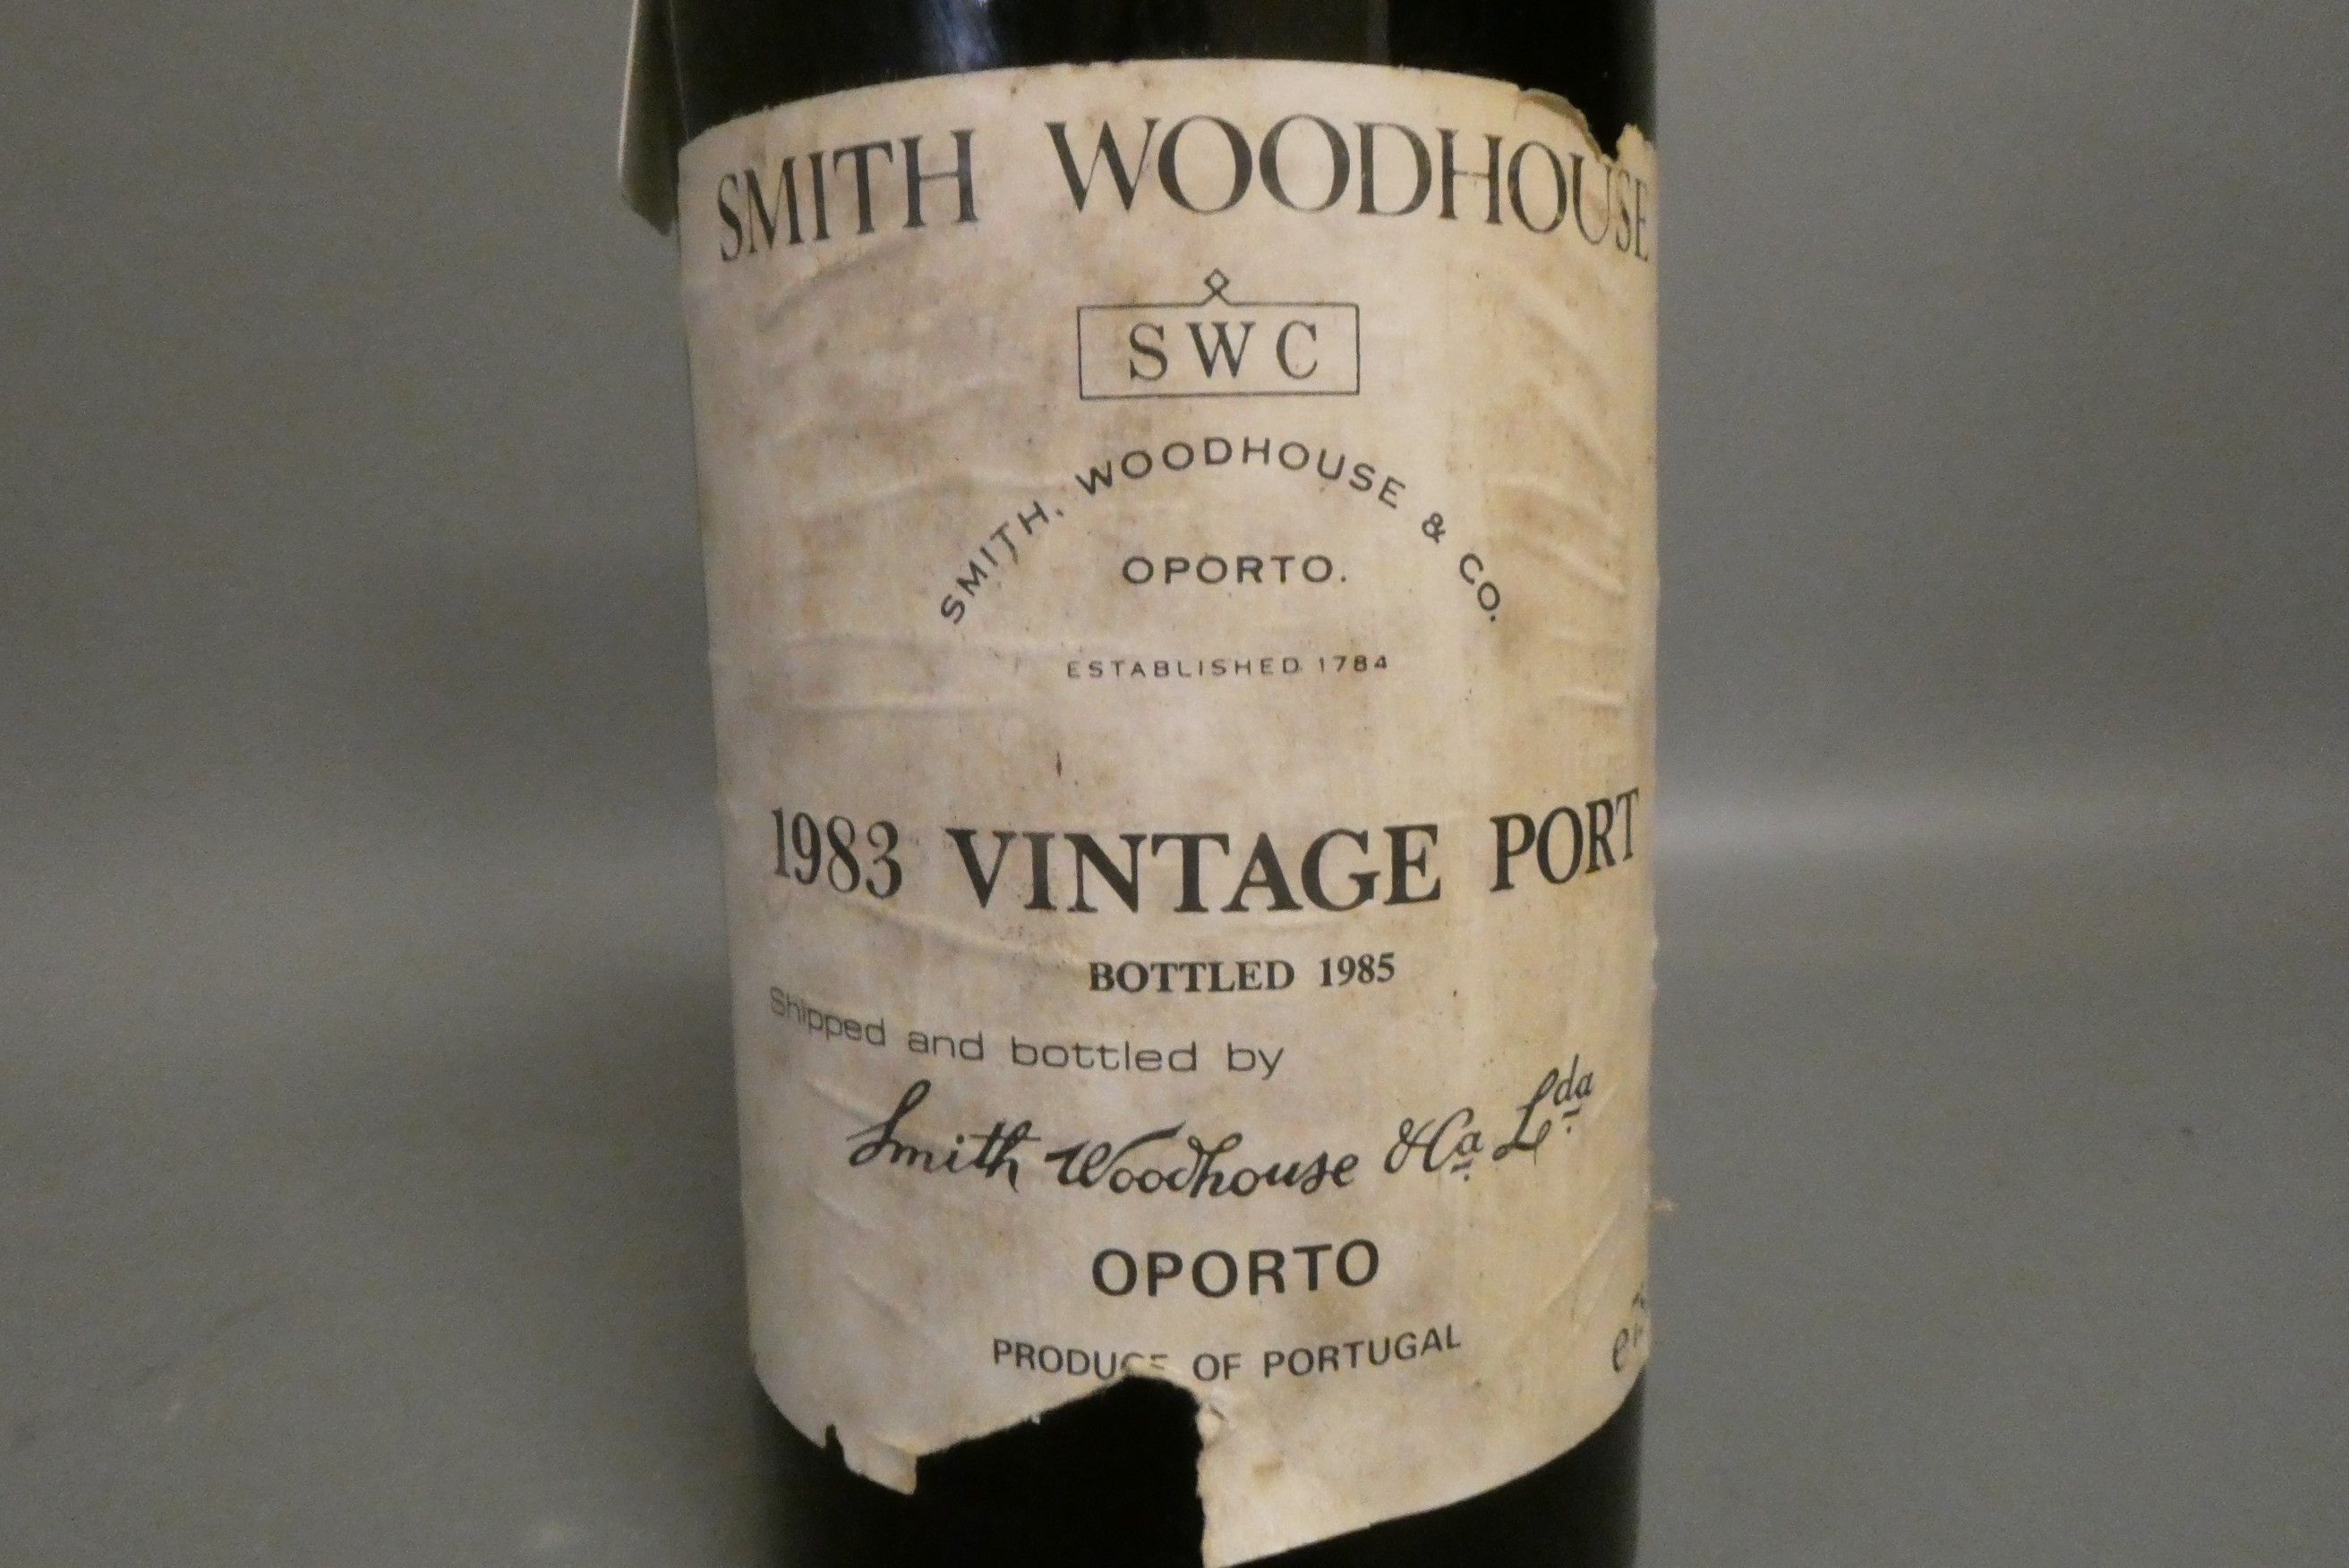 SMITH WOODHOUSE
SWC
SMITH, WOODHOUSE & CO.
OPORTO.
ESTABLISHED 1784
1983 VINTAGE PORT
BOTTLED 1985
Shipped and bottled by
Smith Woodhouse & Ca Lda
OPORTO
PRODUCE OF PORTUGAL